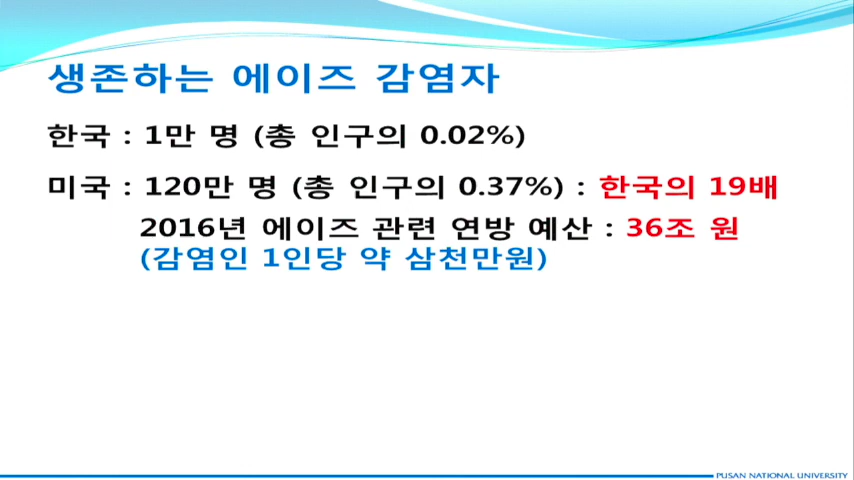 생존하는 에이즈 감염자
한국 : 1만 명 (총 인구의 0.02%)
미국 : 120만 명 (총 인구의 0.37%) : 한국의 19배
2016년 에이즈 관련 연방 예산 : 36조 원
(감염인 1인당 약 삼천만원)
PUSAN NATIONAL UNIVERSITY